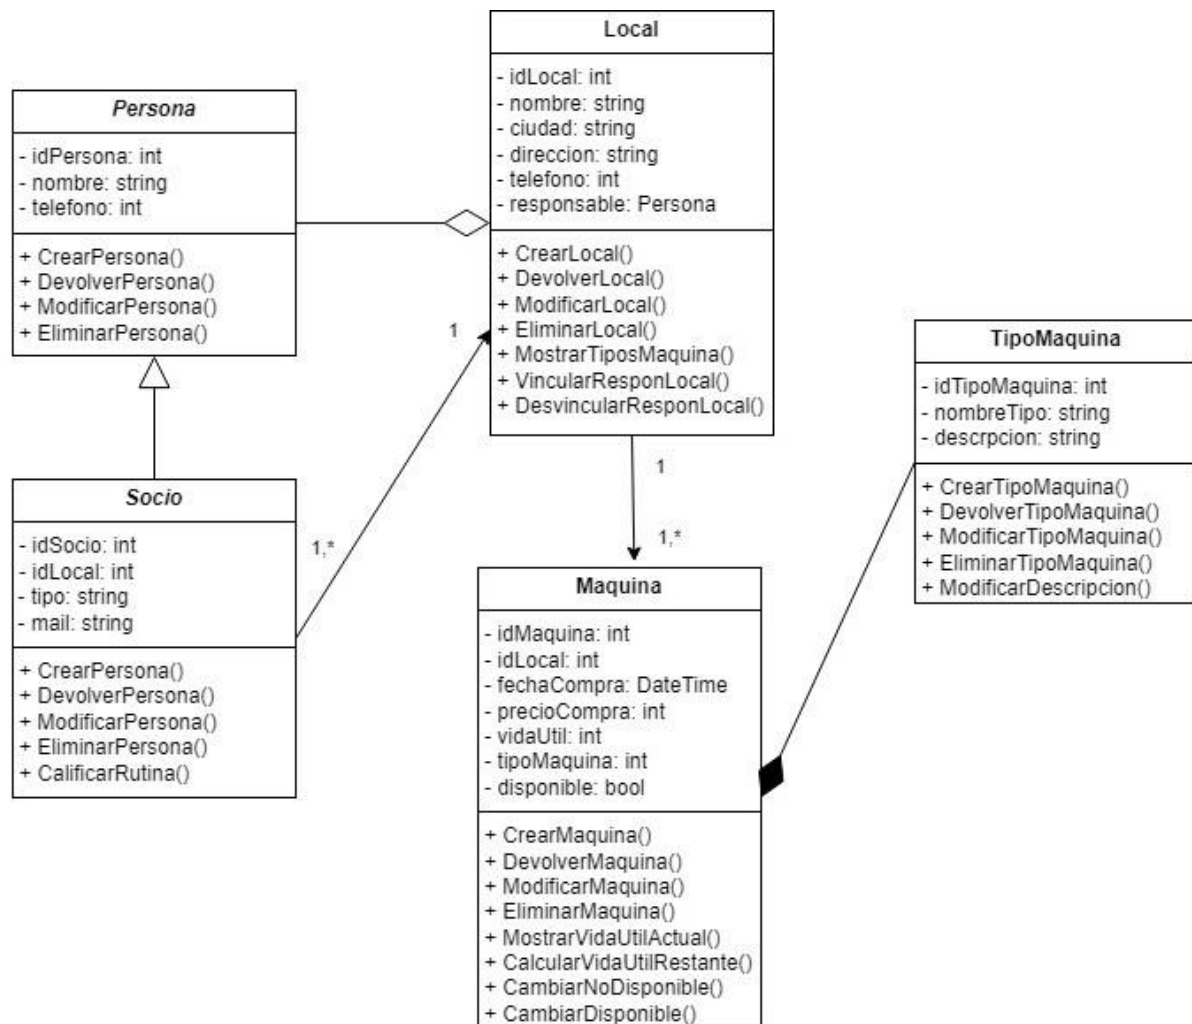 Local
- idLocal: int
- nombre: string
- ciudad: string
- direccion: string
- telefono: int
- responsable: Persona
+ CrearLocal()
+ DevolverLocal()
+ ModificarLocal()
+ EliminarLocal()
+ MostrarTiposMaquina()
+ VincularResponLocal()
+ DesvincularResponLocal()
Persona
- idPersona: int
- nombre: string
- telefono: int
+ CrearPersona()
+ DevolverPersona()
+ ModificarPersona()
+ EliminarPersona()
1
1,*
1
1,*
TipoMaquina
- idTipoMaquina: int
- nombreTipo: string
- descrpcion: string
+ CrearTipoMaquina()
+ DevolverTipoMaquina()
+ ModificarTipoMaquina()
+ EliminarTipoMaquina()
+ ModificarDescripcion()
Socio
- idSocio: int
- idLocal: int
- tipo: string
- mail: string
+ CrearPersona()
+ DevolverPersona()
+ ModificarPersona()
+ EliminarPersona()
+ CalificarRutina()
Maquina
- idMaquina: int
- idLocal: int
- fechaCompra: DateTime
- precioCompra: int
- vidaUtil: int
- tipoMaquina: int
- disponible: bool
+ CrearMaquina()
+ DevolverMaquina()
+ ModificarMaquina()
+ EliminarMaquina()
+ MostrarVidaUtilActual()
+ CalcularVidaUtilRestante()
+ CambiarNoDisponible()
+ CambiarDisponible()